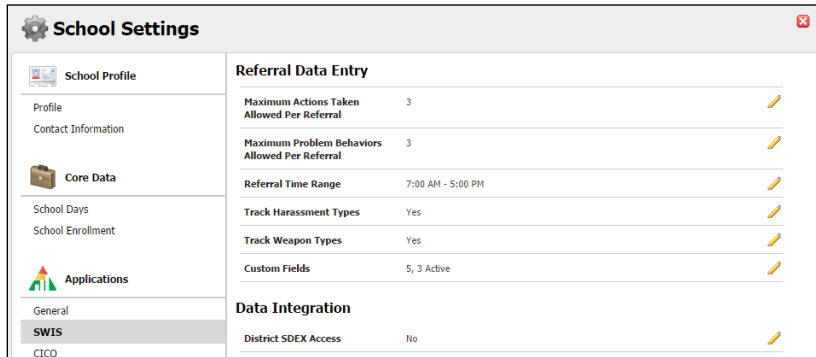 School Settings
School Profile
Profile
Contact Information
Core Data
School Days
School Enrollment
Applications
General
SWIS
CICO
Referral Data Entry
Maximum Actions Taken
Allowed Per Referral
3
Maximum Problem Behaviors
Allowed Per Referral
3
Referral Time Range
7:00 AM - 5:00 PM
Track Harassment Types
Yes
Track Weapon Types
Yes
Custom Fields
5, 3 Active
Data Integration
District SDEX Access
No